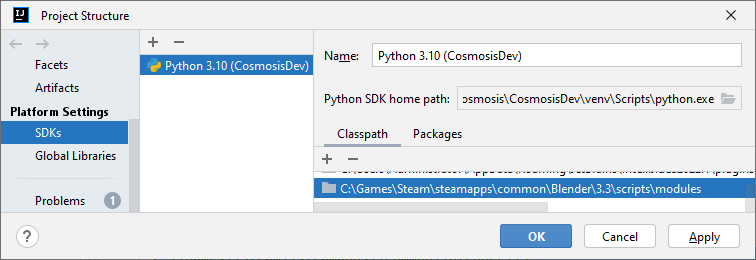 Project Structure
Facets
Artifacts
Platform Settings
SDKs
Global Libraries
Problems 1
Python 3.10 (CosmosisDev)
Name: Python 3.10 (CosmosisDev)
Python SDK home path: osmosis\CosmosisDev\venv\Scripts\python.exe
Classpath Packages
C:\Games\Steam\steamapps\common\Blender\3.3\scripts\modules
? OK Cancel Apply